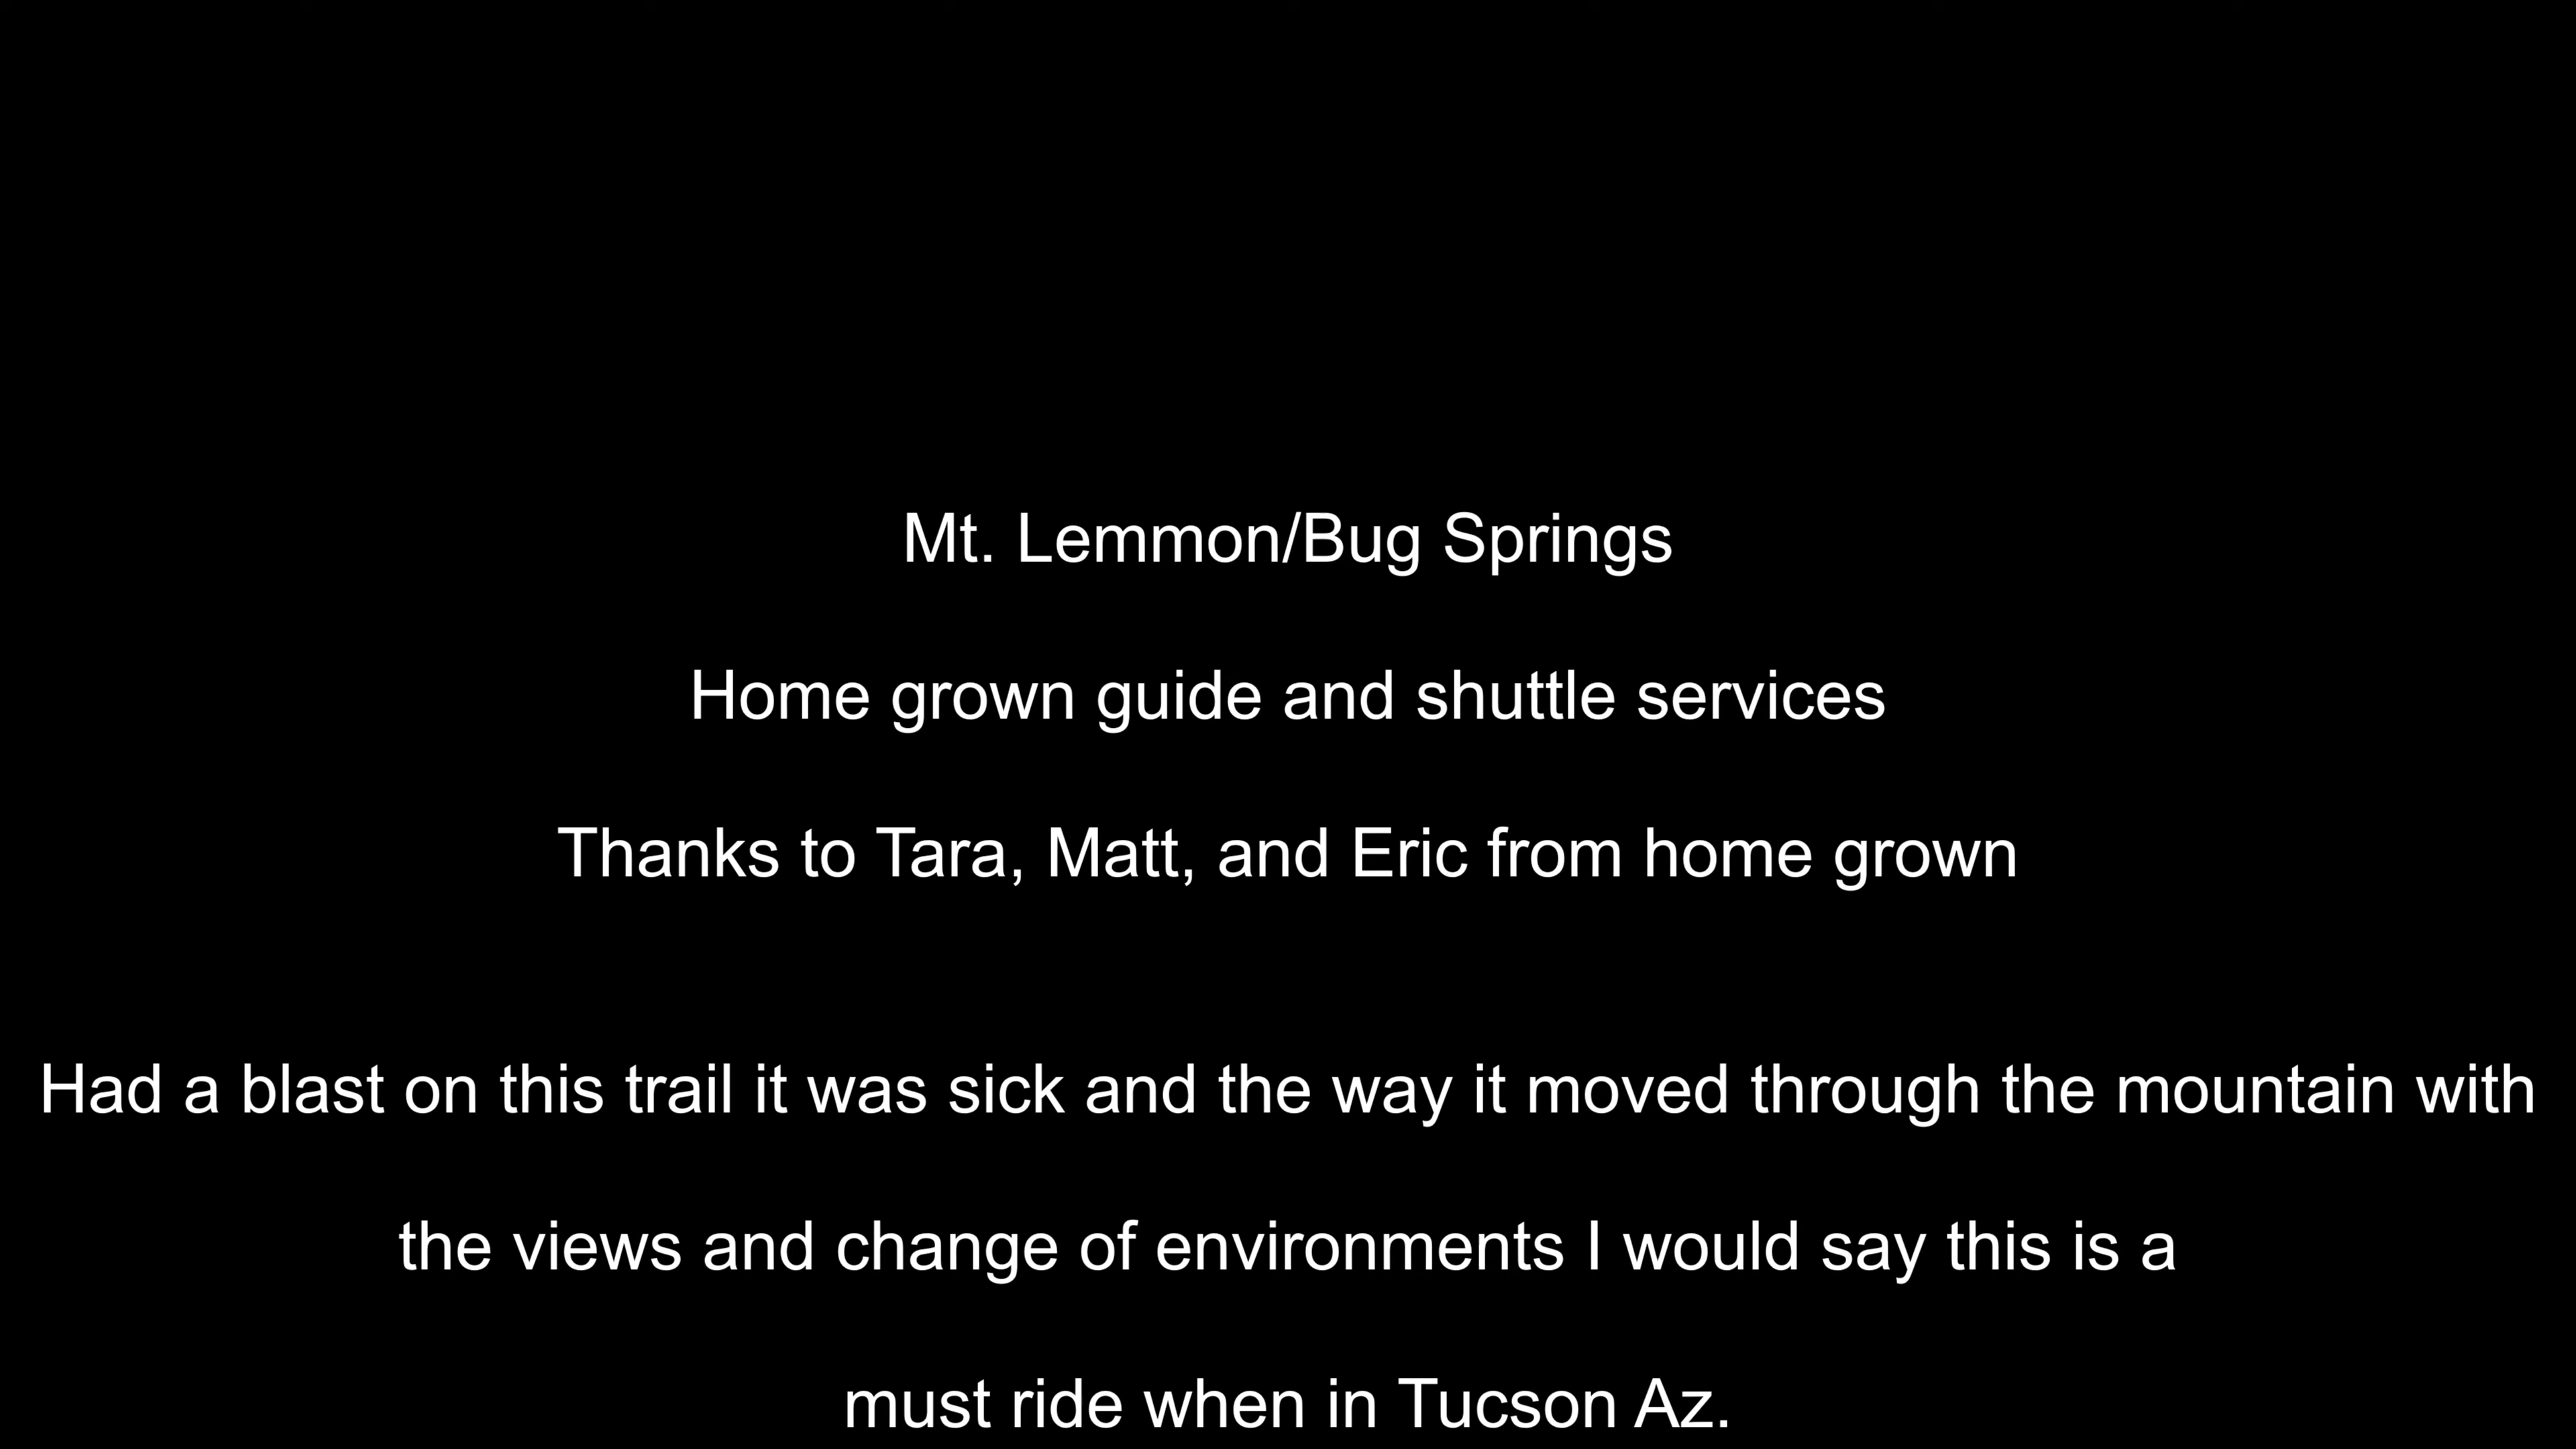 Mt. Lemmon/Bug Springs
Home grown guide and shuttle services
Thanks to Tara, Matt, and Eric from home grown
Had a blast on this trail it was sick and the way it moved through the mountain with
the views and change of environments I would say this is a
must ride when in Tucson Az.